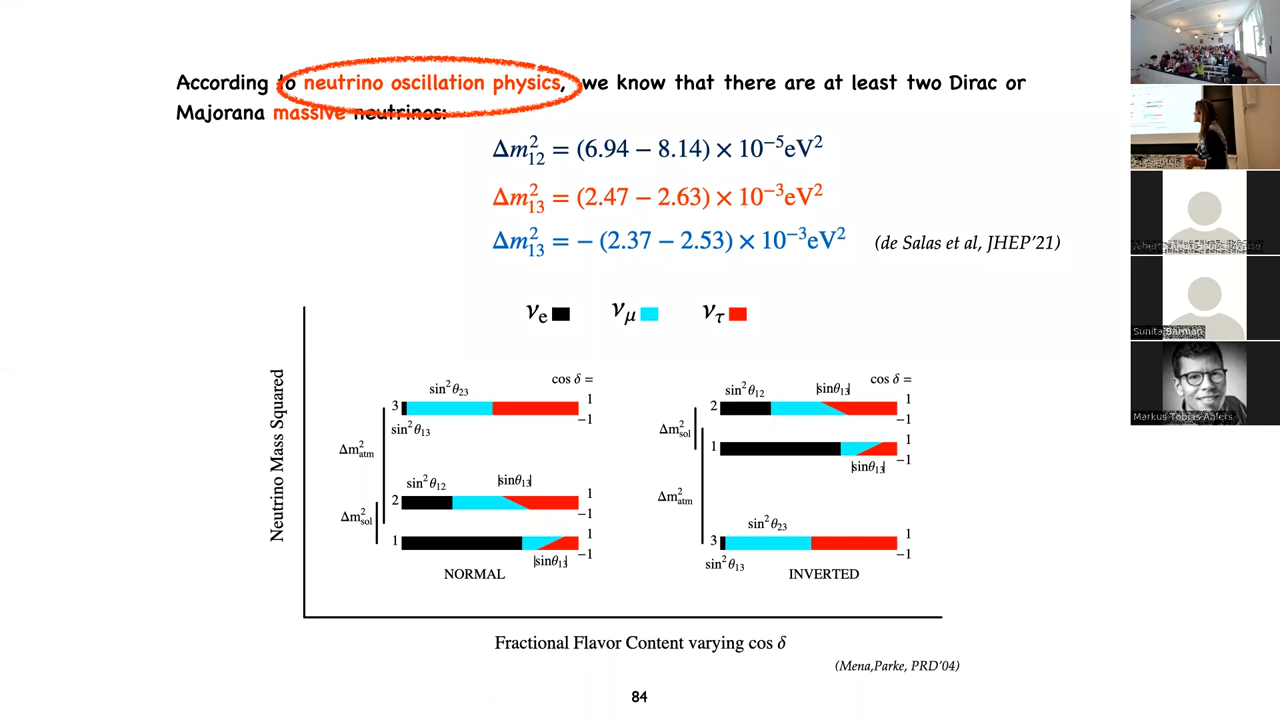 According to neutrino oscillation physics, we know that there are at least two Dirac or
Majorana massive neutrinos:
Δm²₁₂ = (6.94 − 8.14) × 10⁻⁵eV²
Δm²₁₃ = (2.47 − 2.63) × 10⁻³eV²
Δm²₁₃ = − (2.37 − 2.53) × 10⁻³eV² (de Salas et al, JHEP'21)
νe νμ ντ
Neutrino Mass Squared
sin²θ₂₃ cos δ =
3 1
−1
sin²θ₁₃
Δm²atm
sin²θ₁₂ |sinθ₁₃|
2 1
−1
Δm²sol
1 1
−1
|sinθ₁₃|
NORMAL
sin²θ₁₂ |sinθ₁₃| cos δ =
2 1
−1
Δm²sol
1 1
−1
|sinθ₁₃|
Δm²atm
sin²θ₂₃
3 1
−1
sin²θ₁₃
INVERTED
Fractional Flavor Content varying cos δ
(Mena,Parke, PRD'04)
84
Sunita Barman
Markus Tobias Ahlers